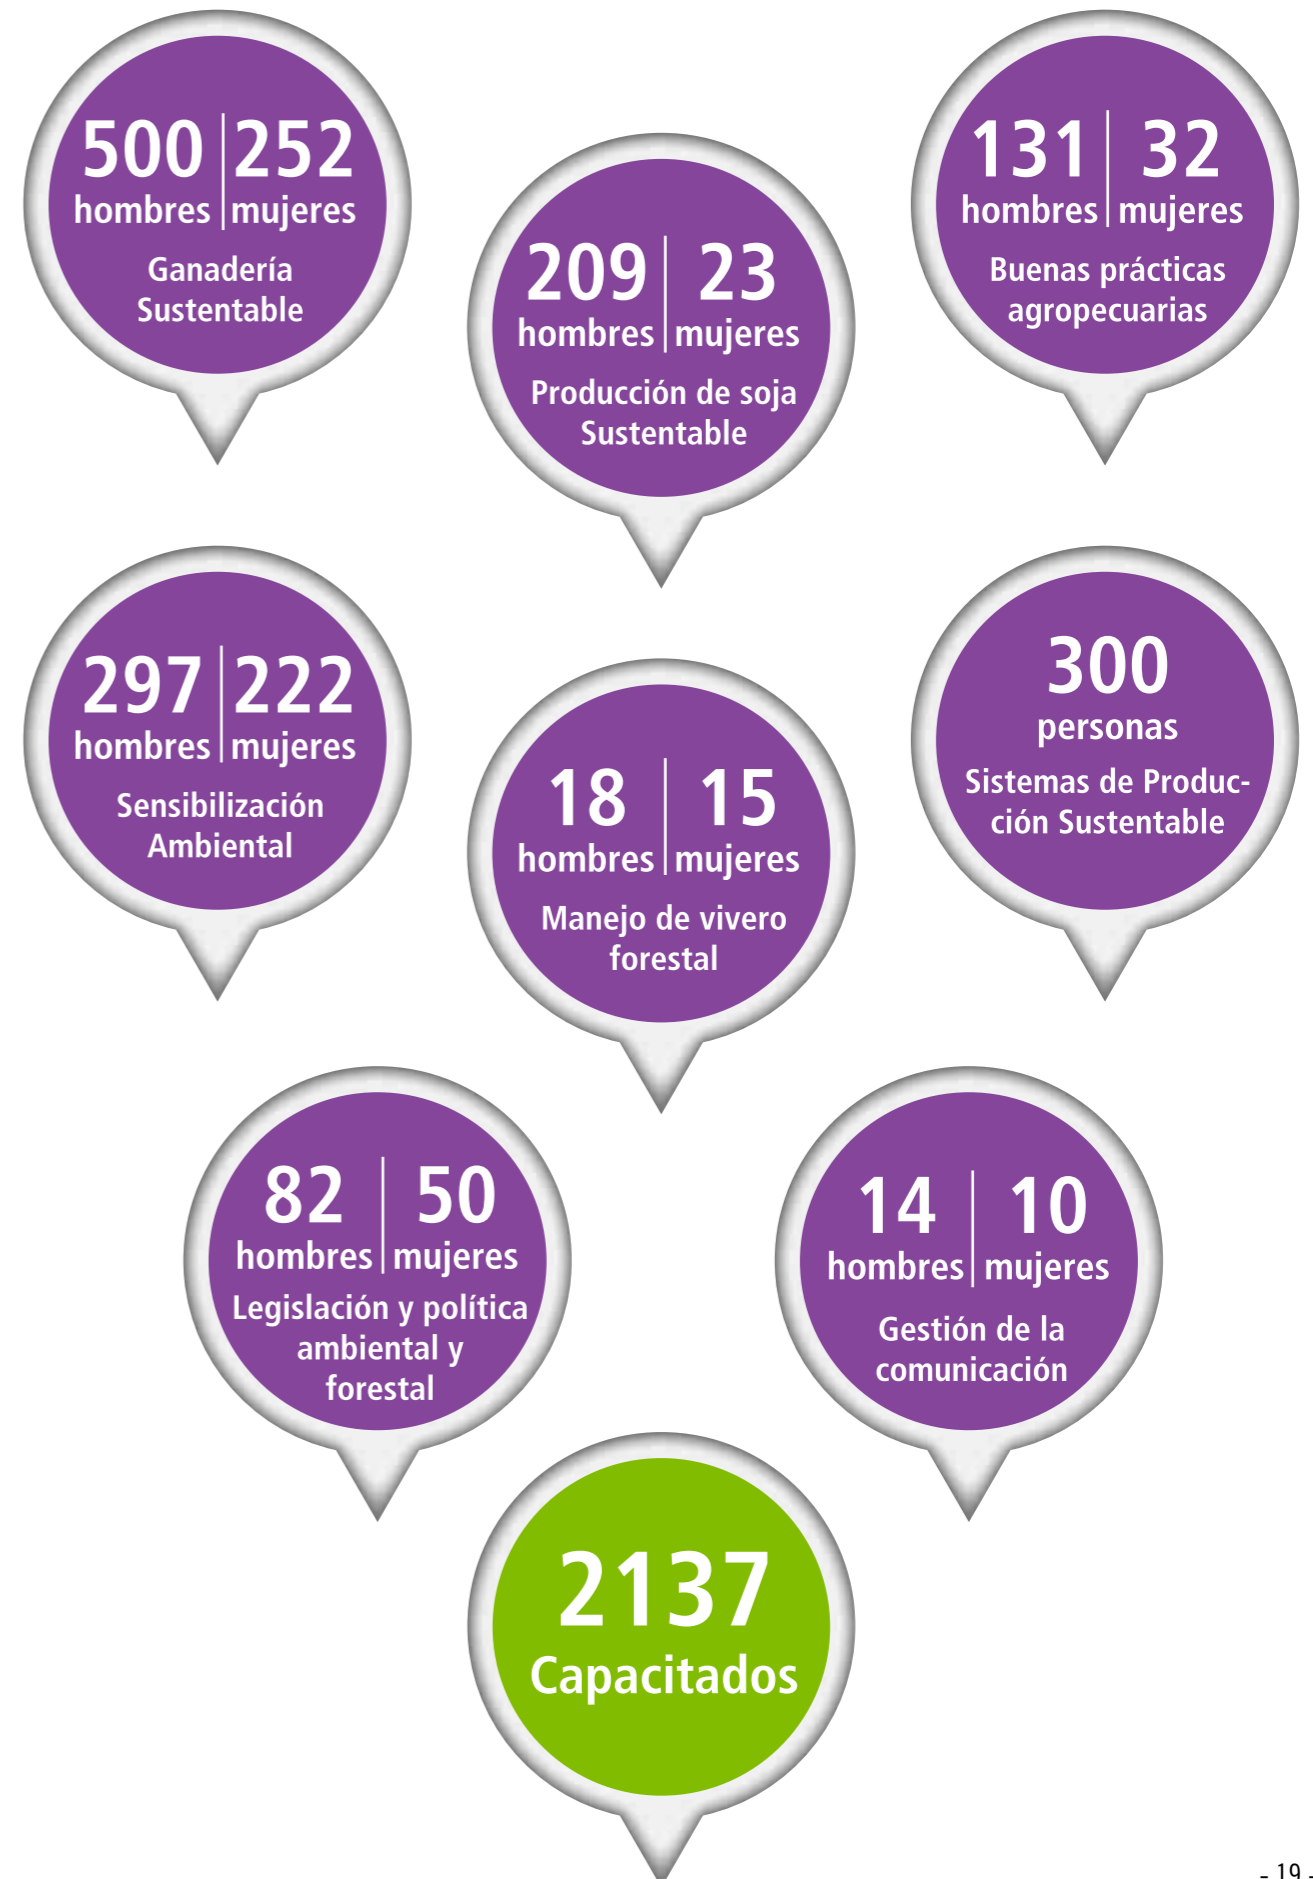 500 252
hombres mujeres
Ganadería
Sustentable
209 23
hombres mujeres
Producción de soja
Sustentable
131 32
hombres mujeres
Buenas prácticas
agropecuarias
297 222
hombres mujeres
Sensibilización
Ambiental
18 15
hombres mujeres
Manejo de vivero
forestal
300
personas
Sistemas de Produc-
ción Sustentable
82 50
hombres mujeres
Legislación y política
ambiental y
forestal
14 10
hombres mujeres
Gestión de la
comunicación
2137
Capacitados
- 19 -